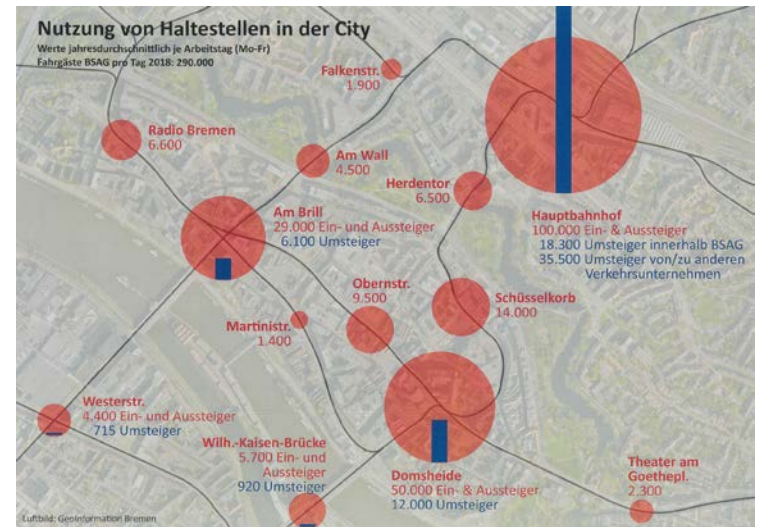 Nutzung von Haltestellen in der City
Werte jahresdurchschnittlich je Arbeitstag (Mo-Fr)
Fahrgäste BSAG pro Tag 2018: 290.000
Falkenstr.
1.900
Radio Bremen
6.600
Am Wall
4.500
Herdentor
6.500
Hauptbahnhof
100.000 Ein- & Aussteiger
18.300 Umsteiger innerhalb BSAG
35.500 Umsteiger von/zu anderen
Verkehrsunternehmen
Am Brill
29.000 Ein- und Aussteiger
6.100 Umsteiger
Obernstr.
9.500
Schüsselkorb
14.000
Martinistr.
1.400
Westerstr.
4.400 Ein- und Aussteiger
715 Umsteiger
Wilh.-Kaisen-Brücke
5.700 Ein- und
Aussteiger
920 Umsteiger
Domsheide
50.000 Ein- & Aussteiger
12.000 Umsteiger
Theater am
Goethepl.
2.300
Luftbild: GeoInformation Bremen